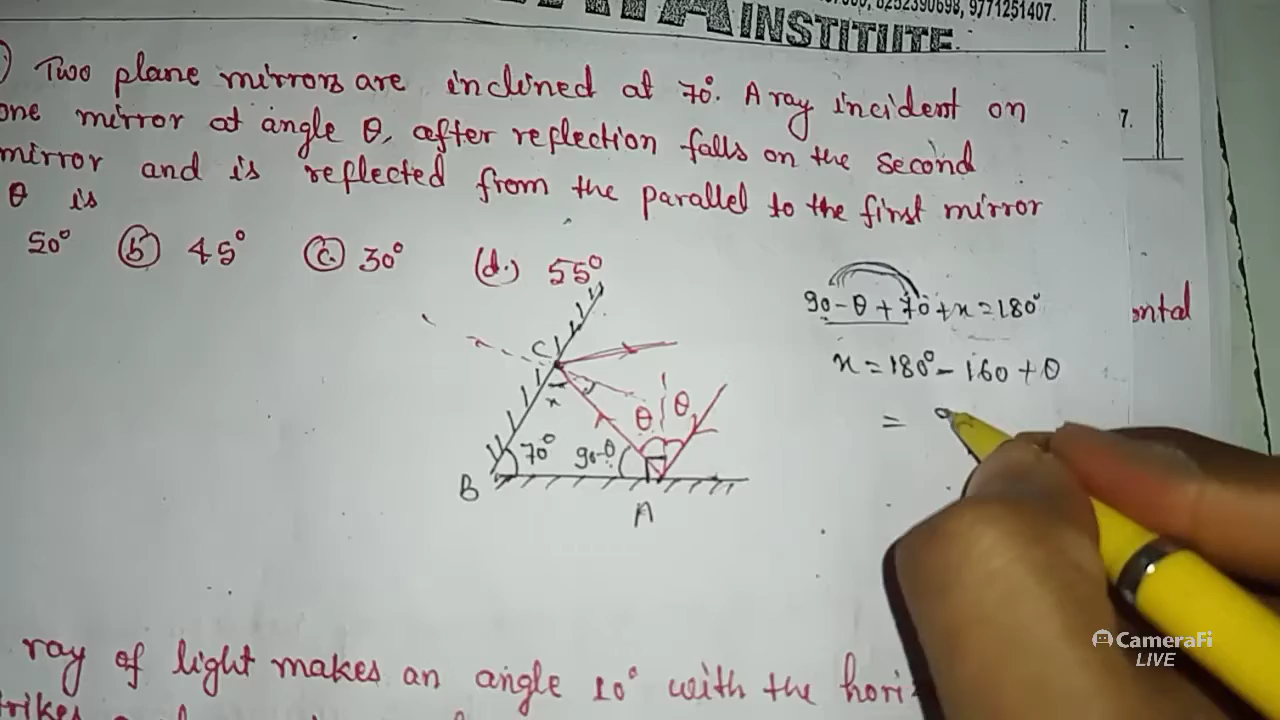 INSTITUTE
8252390698, 9771251407.
Two plane mirrors are inclined at 70°. A ray incident on
one mirror at angle θ, after reflection falls on the second
mirror and is reflected from the parallel to the first mirror
θ is
50° (b) 45° (c.) 30° (d.) 55°
7.
ontal
90-θ + 70+x=180°
x=180°-160+θ
=
C
x
θ θ
70° 90-θ
B
A
ray of light makes an angle 10° with the hori
CameraFi
LIVE